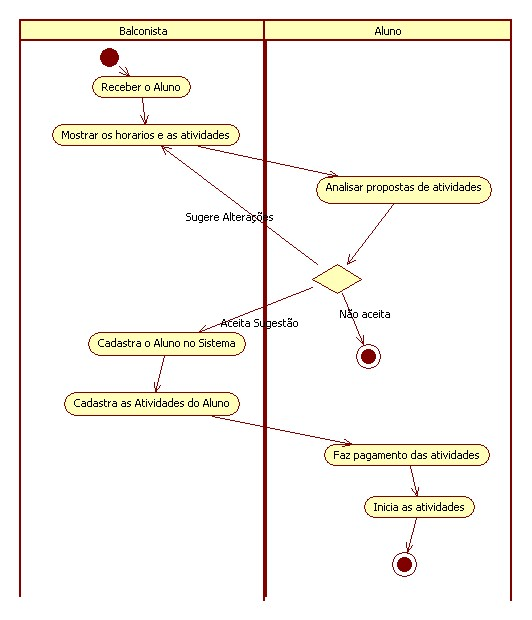 Balconista
Aluno
Receber o Aluno
Mostrar os horarios e as atividades
Analisar propostas de atividades
Sugere Alterações
Não aceita
Aceita Sugestão
Cadastra o Aluno no Sistema
Cadastra as Atividades do Aluno
Faz pagamento das atividades
Inicia as atividades